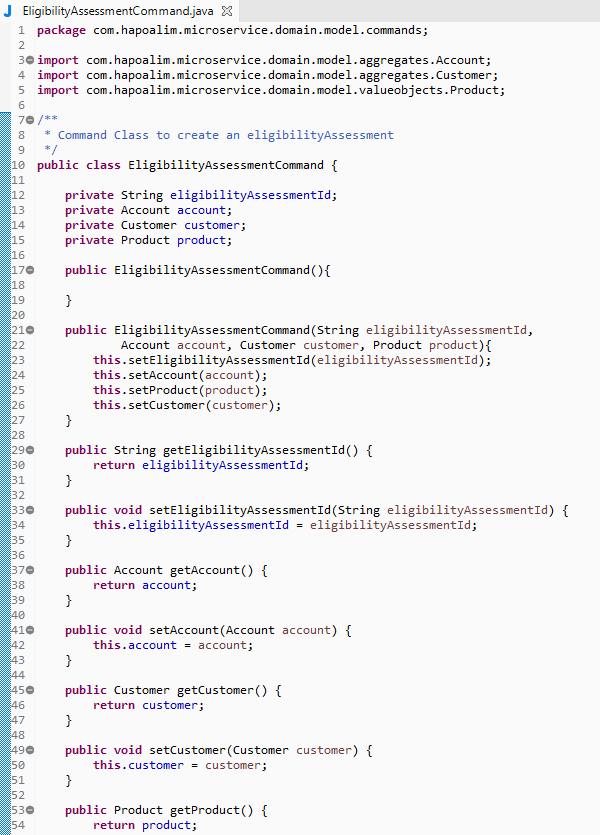 EligibilityAssessmentCommand.java
1 package com.hapoalim.microservice.domain.model.commands;
2
3 import com.hapoalim.microservice.domain.model.aggregates.Account;
4 import com.hapoalim.microservice.domain.model.aggregates.Customer;
5 import com.hapoalim.microservice.domain.model.valueobjects.Product;
6
7 /**
8  * Command Class to create an eligibilityAssessment
9  */
10 public class EligibilityAssessmentCommand {
11
12     private String eligibilityAssessmentId;
13     private Account account;
14     private Customer customer;
15     private Product product;
16
17     public EligibilityAssessmentCommand(){
18
19     }
20
21     public EligibilityAssessmentCommand(String eligibilityAssessmentId,
22             Account account, Customer customer, Product product){
23         this.setEligibilityAssessmentId(eligibilityAssessmentId);
24         this.setAccount(account);
25         this.setProduct(product);
26         this.setCustomer(customer);
27     }
28
29     public String getEligibilityAssessmentId() {
30         return eligibilityAssessmentId;
31     }
32
33     public void setEligibilityAssessmentId(String eligibilityAssessmentId) {
34         this.eligibilityAssessmentId = eligibilityAssessmentId;
35     }
36
37     public Account getAccount() {
38         return account;
39     }
40
41     public void setAccount(Account account) {
42         this.account = account;
43     }
44
45     public Customer getCustomer() {
46         return customer;
47     }
48
49     public void setCustomer(Customer customer) {
50         this.customer = customer;
51     }
52
53     public Product getProduct() {
54         return product;